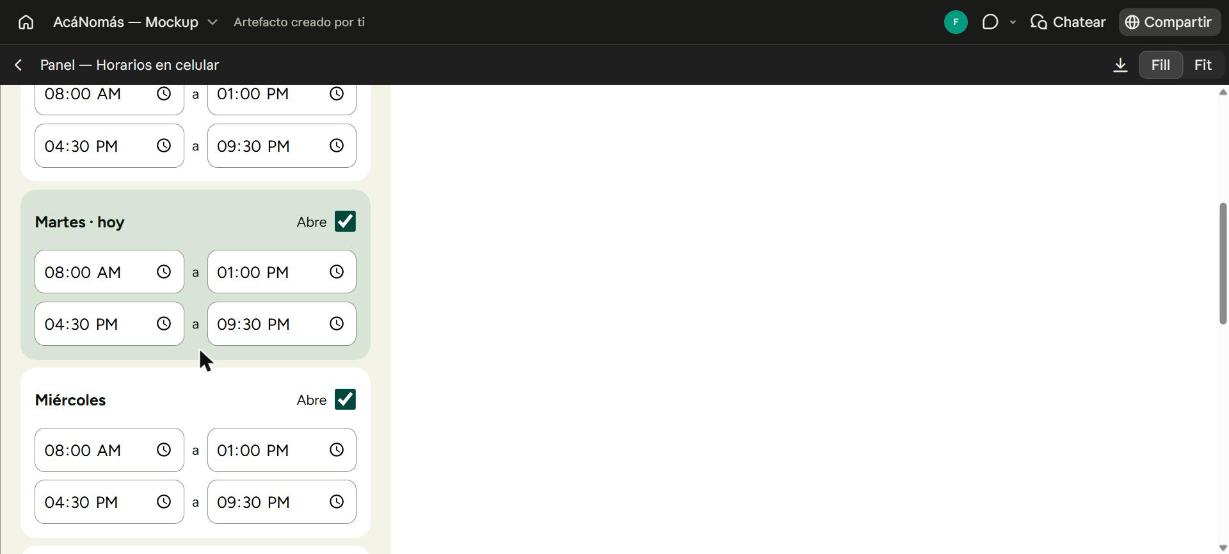 AcáNomás — Mockup Artefacto creado por ti F Chatear Compartir
Panel — Horarios en celular Fill Fit
08:00 AM a 01:00 PM
04:30 PM a 09:30 PM
Martes · hoy Abre
08:00 AM a 01:00 PM
04:30 PM a 09:30 PM
Miércoles Abre
08:00 AM a 01:00 PM
04:30 PM a 09:30 PM